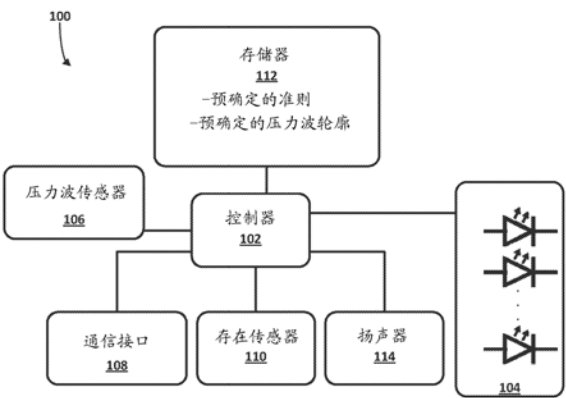 100
存储器
112
-预确定的准则
-预确定的压力波轮廓
压力波传感器
106
控制器
102
通信接口
108
存在传感器
110
扬声器
114
104